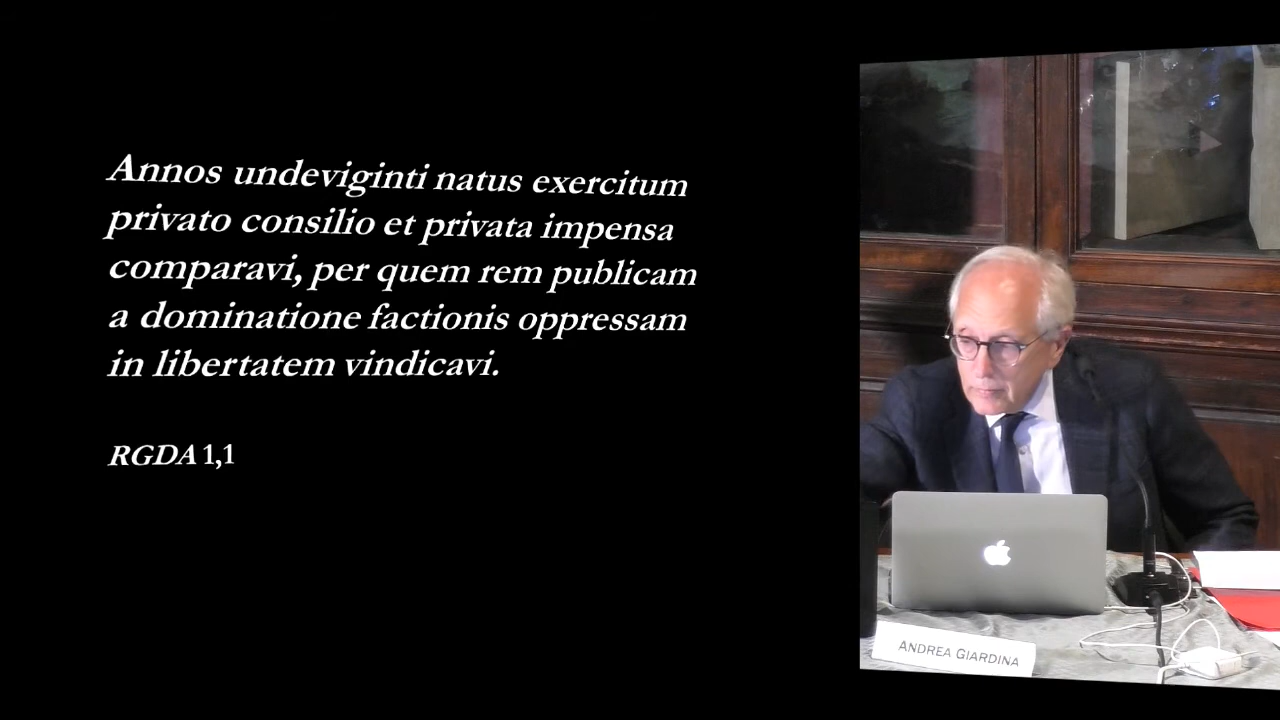 Annos undeviginti natus exercitum
privato consilio et privata impensa
comparavi, per quem rem publicam
a dominatione factionis oppressam
in libertatem vindicavi.
RGDA 1,1
ANDREA GIARDINA